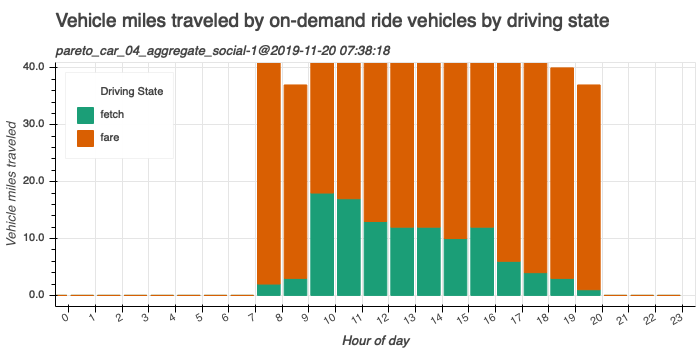 Vehicle miles traveled by on-demand ride vehicles by driving state
pareto_car_04_aggregate_social-1@2019-11-20 07:38:18
40.0
30.0
20.0
10.0
0.0
Vehicle miles traveled
Driving State
fetch
fare
0 1 2 3 4 5 6 7 8 9 10 11 12 13 14 15 16 17 18 19 20 21 22 23
Hour of day